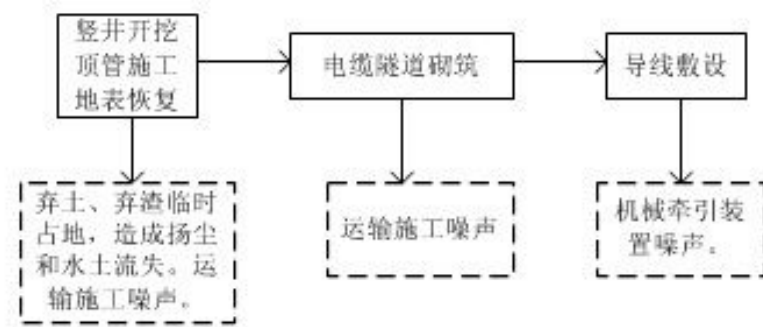 竖井开挖
顶管施工
地表恢复
电缆隧道砌筑
导线敷设
弃土、弃渣临时
占地，造成扬尘
和水土流失。运
输施工噪声。
运输施工噪声
机械牵引装
置噪声。